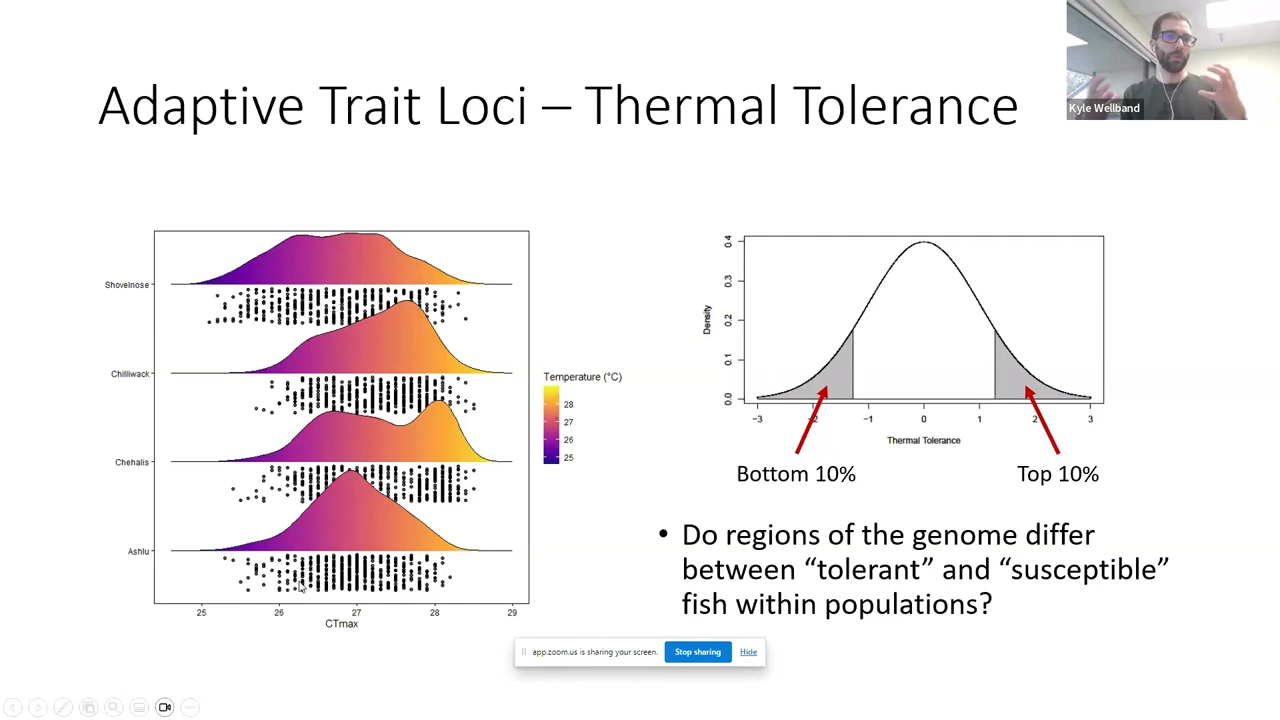 Kyle Wellband
Adaptive Trait Loci – Thermal Tolerance
Shovelnose
Chilliwack
Chehalis
Ashlu
25 26 27 28 29
CTmax
Temperature (°C)
28
27
26
25
Density
0.0 0.1 0.2 0.3 0.4
−3 −2 −1 0 1 2 3
Thermal Tolerance
Bottom 10%
Top 10%
• Do regions of the genome differ
between “tolerant” and “susceptible”
fish within populations?
app.zoom.us is sharing your screen.
Stop sharing
Hide